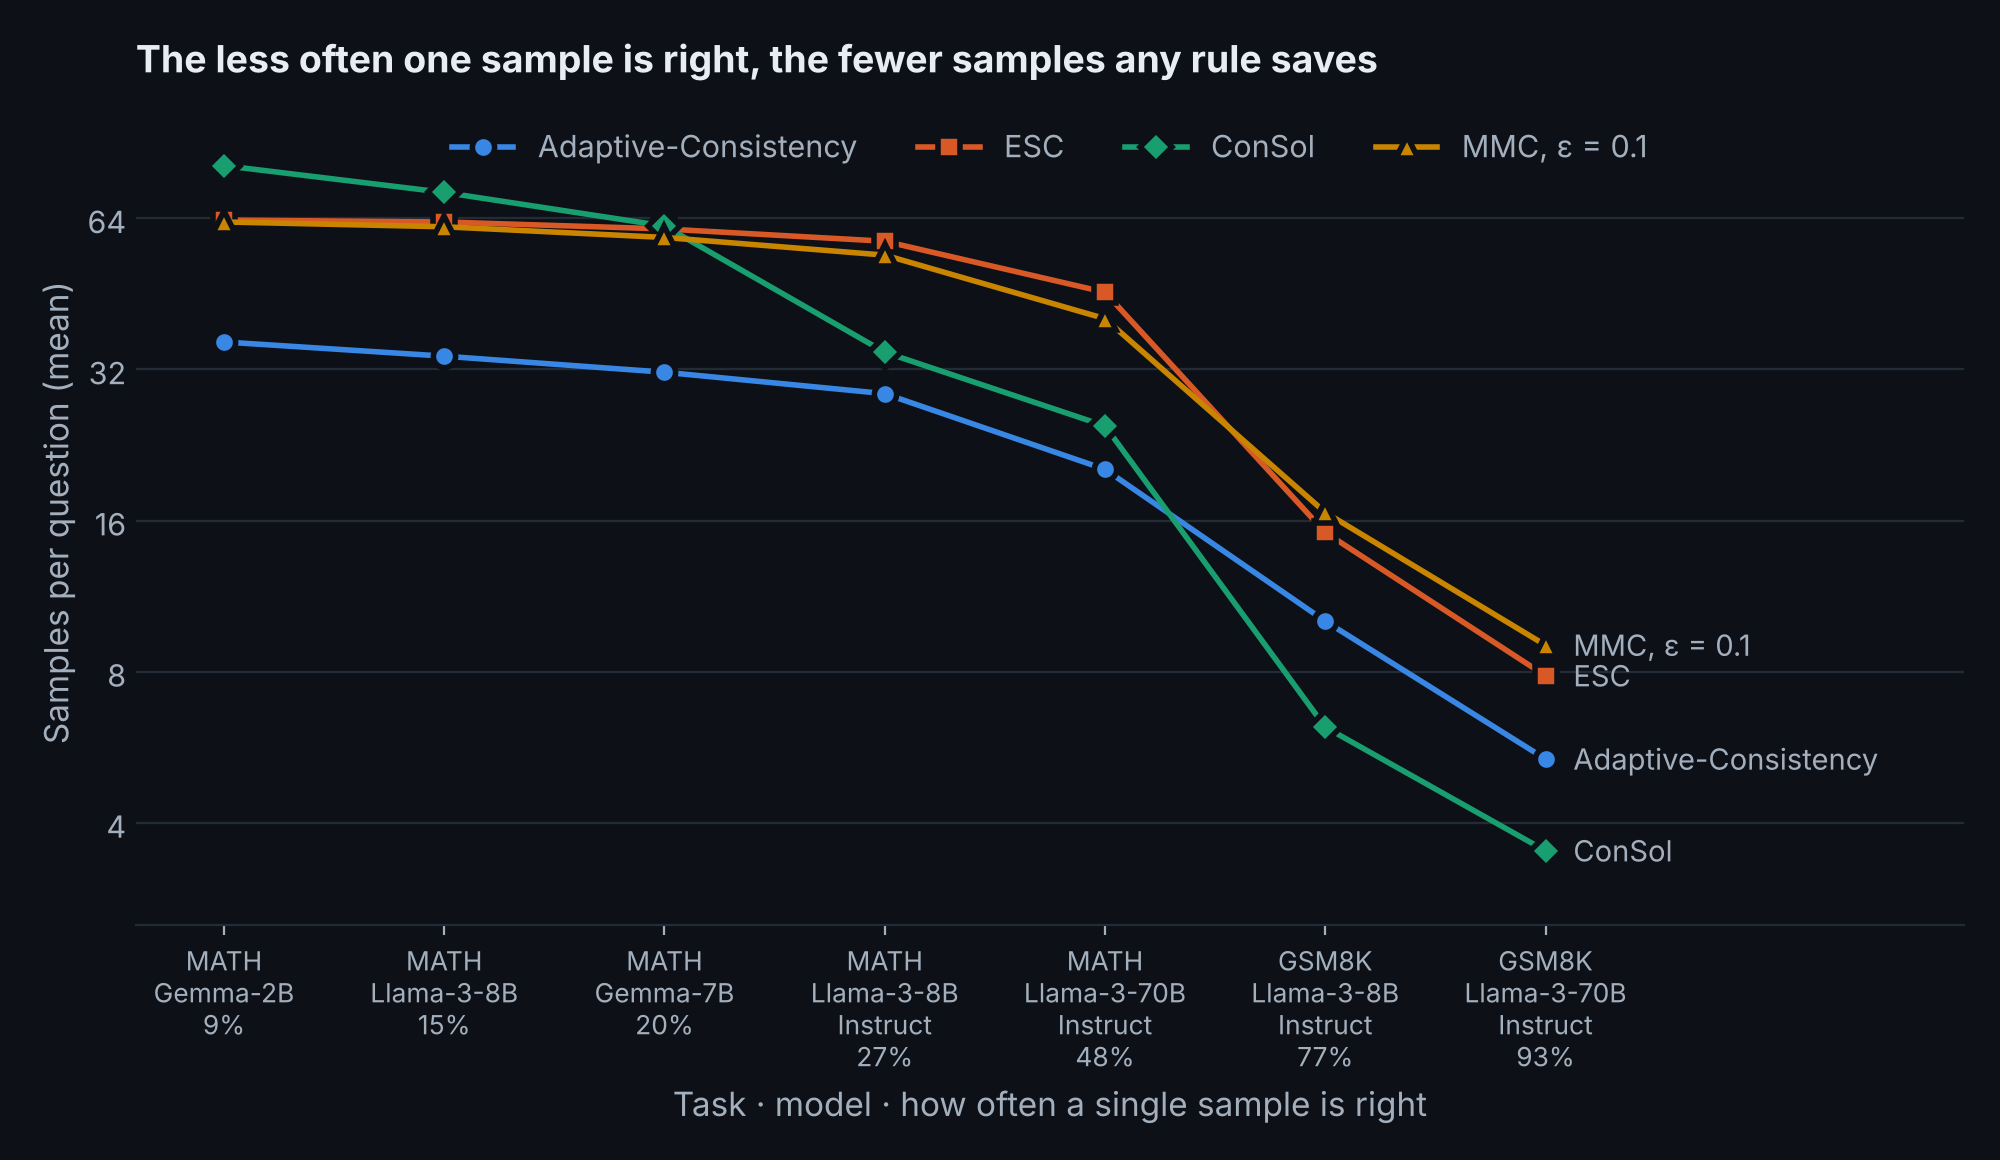 The less often one sample is right, the fewer samples any rule saves
Adaptive-Consistency
ESC
ConSol
MMC, ε = 0.1
Samples per question (mean)
64
32
16
8
4
MMC, ε = 0.1
ESC
Adaptive-Consistency
ConSol
MATH
Gemma-2B
9%
MATH
Llama-3-8B
15%
MATH
Gemma-7B
20%
MATH
Llama-3-8B
Instruct
27%
MATH
Llama-3-70B
Instruct
48%
GSM8K
Llama-3-8B
Instruct
77%
GSM8K
Llama-3-70B
Instruct
93%
Task · model · how often a single sample is right